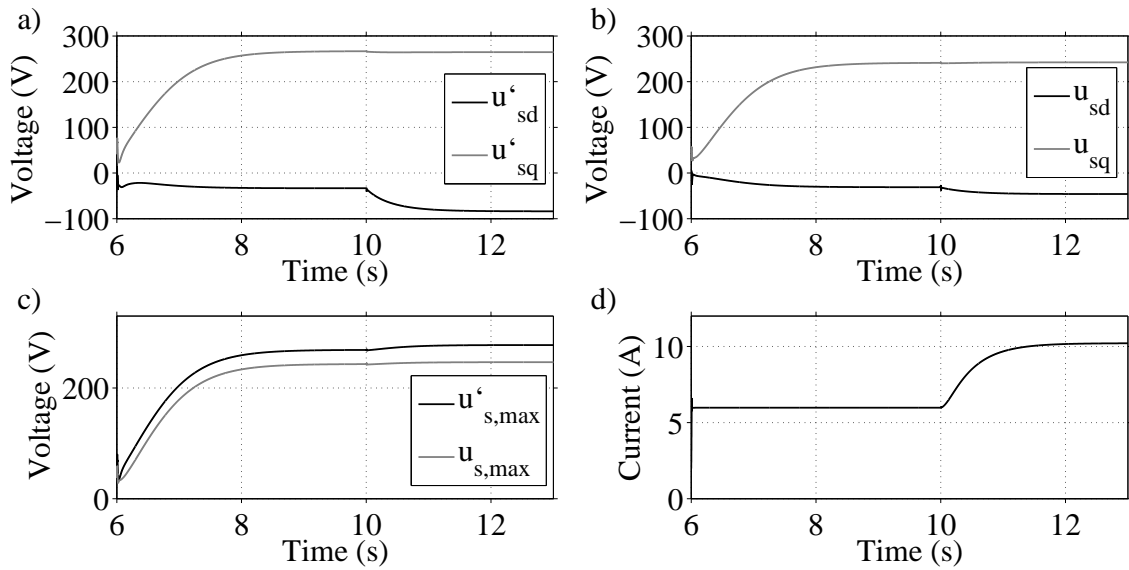 a)
Voltage (V)
300
200
100
0
−100
6
8
10
12
Time (s)
u‘sd
u‘sq
b)
Voltage (V)
300
200
100
0
−100
6
8
10
12
Time (s)
usd
usq
c)
Voltage (V)
200
0
6
8
10
12
Time (s)
u‘s,max
us,max
d)
Current (A)
10
5
0
6
8
10
12
Time (s)